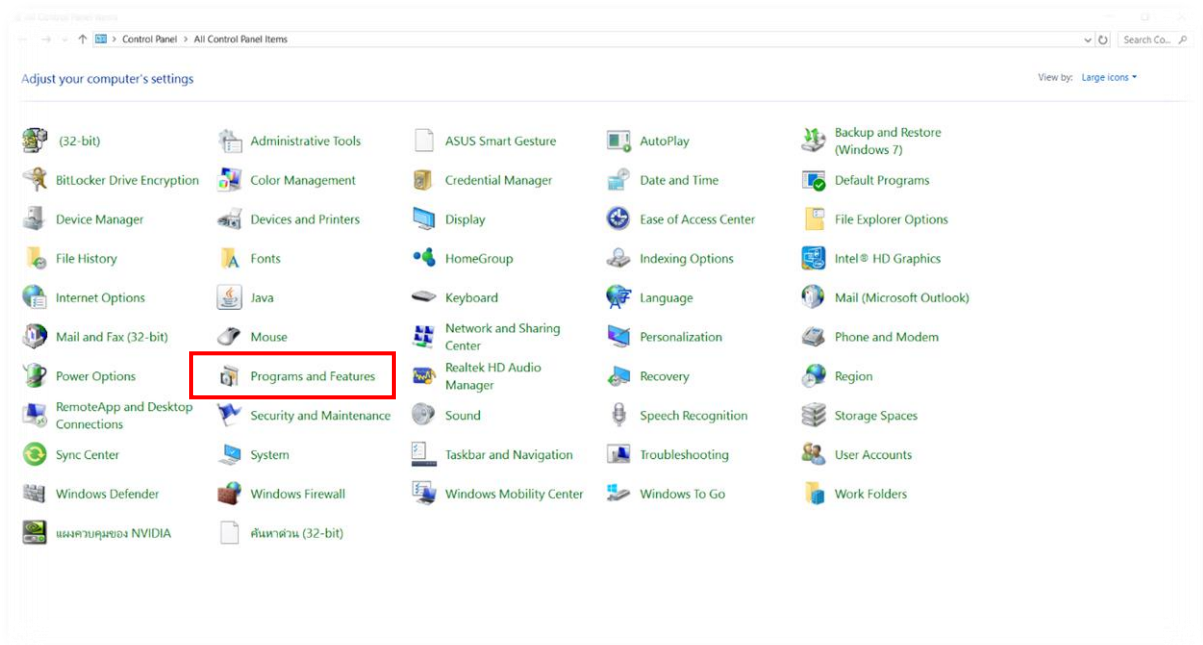 All Control Panel Items
Control Panel > All Control Panel Items
Search Co...
Adjust your computer's settings
View by: Large icons
(32-bit)
Administrative Tools
ASUS Smart Gesture
AutoPlay
Backup and Restore
(Windows 7)
BitLocker Drive Encryption
Color Management
Credential Manager
Date and Time
Default Programs
Device Manager
Devices and Printers
Display
Ease of Access Center
File Explorer Options
File History
Fonts
HomeGroup
Indexing Options
Intel® HD Graphics
Internet Options
Java
Keyboard
Language
Mail (Microsoft Outlook)
Mail and Fax (32-bit)
Mouse
Network and Sharing
Center
Personalization
Phone and Modem
Power Options
Programs and Features
Realtek HD Audio
Manager
Recovery
Region
RemoteApp and Desktop
Connections
Security and Maintenance
Sound
Speech Recognition
Storage Spaces
Sync Center
System
Taskbar and Navigation
Troubleshooting
User Accounts
Windows Defender
Windows Firewall
Windows Mobility Center
Windows To Go
Work Folders
แผงควบคุมของ NVIDIA
ค้นหาด่วน (32-bit)